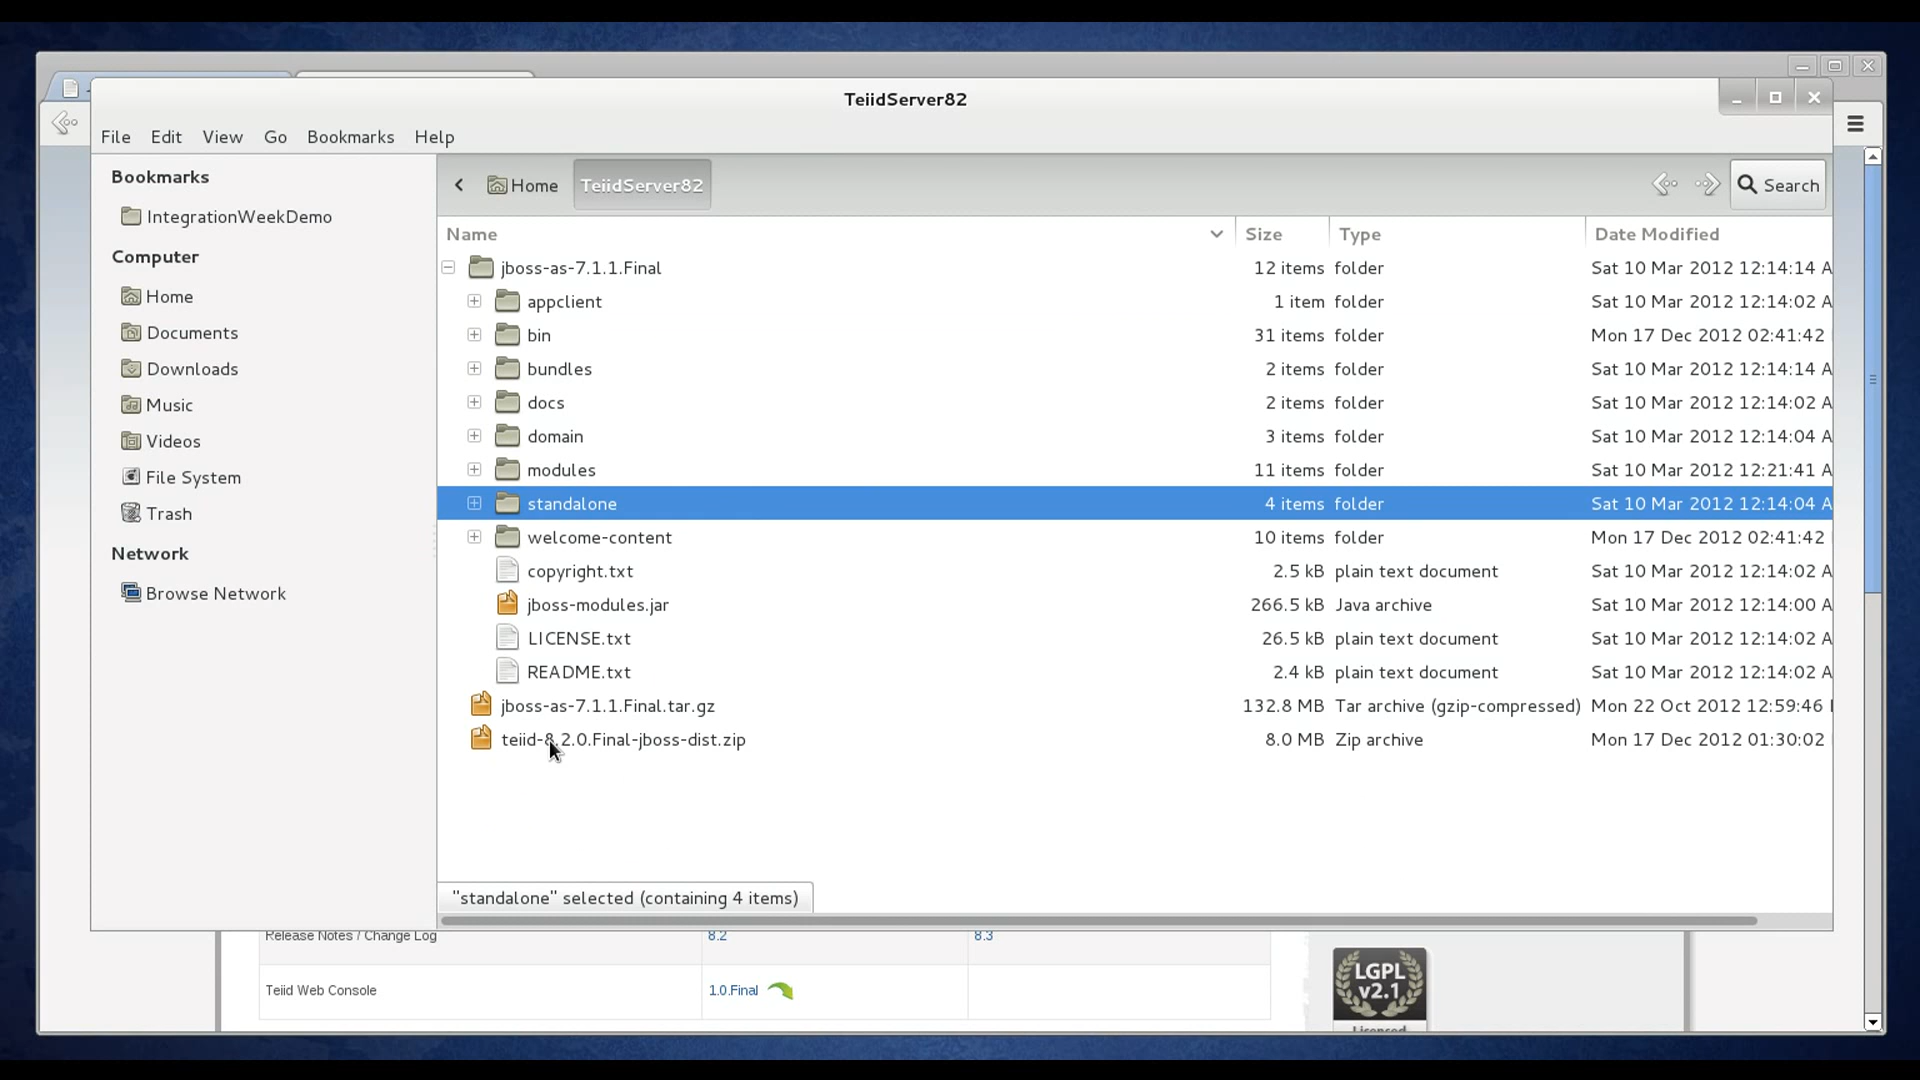 TeiidServer82
File Edit View Go Bookmarks Help
Bookmarks
IntegrationWeekDemo
Computer
Home
Documents
Downloads
Music
Videos
File System
Trash
Network
Browse Network
Home TeiidServer82 Search
Name Size Type Date Modified
jboss-as-7.1.1.Final 12 items folder Sat 10 Mar 2012 12:14:14 A
appclient 1 item folder Sat 10 Mar 2012 12:14:02 A
bin 31 items folder Mon 17 Dec 2012 02:41:42
bundles 2 items folder Sat 10 Mar 2012 12:14:14 A
docs 2 items folder Sat 10 Mar 2012 12:14:02 A
domain 3 items folder Sat 10 Mar 2012 12:14:04 A
modules 11 items folder Sat 10 Mar 2012 12:21:41 A
standalone 4 items folder Sat 10 Mar 2012 12:14:04 A
welcome-content 10 items folder Mon 17 Dec 2012 02:41:42
copyright.txt 2.5 kB plain text document Sat 10 Mar 2012 12:14:02 A
jboss-modules.jar 266.5 kB Java archive Sat 10 Mar 2012 12:14:00 A
LICENSE.txt 26.5 kB plain text document Sat 10 Mar 2012 12:14:02 A
README.txt 2.4 kB plain text document Sat 10 Mar 2012 12:14:02 A
jboss-as-7.1.1.Final.tar.gz 132.8 MB Tar archive (gzip-compressed) Mon 22 Oct 2012 12:59:46
teiid-8.2.0.Final-jboss-dist.zip 8.0 MB Zip archive Mon 17 Dec 2012 01:30:02
"standalone" selected (containing 4 items)
Release Notes / Change Log 8.2 8.3
Teiid Web Console 1.0.Final
LGPL
v2.1
Licensed